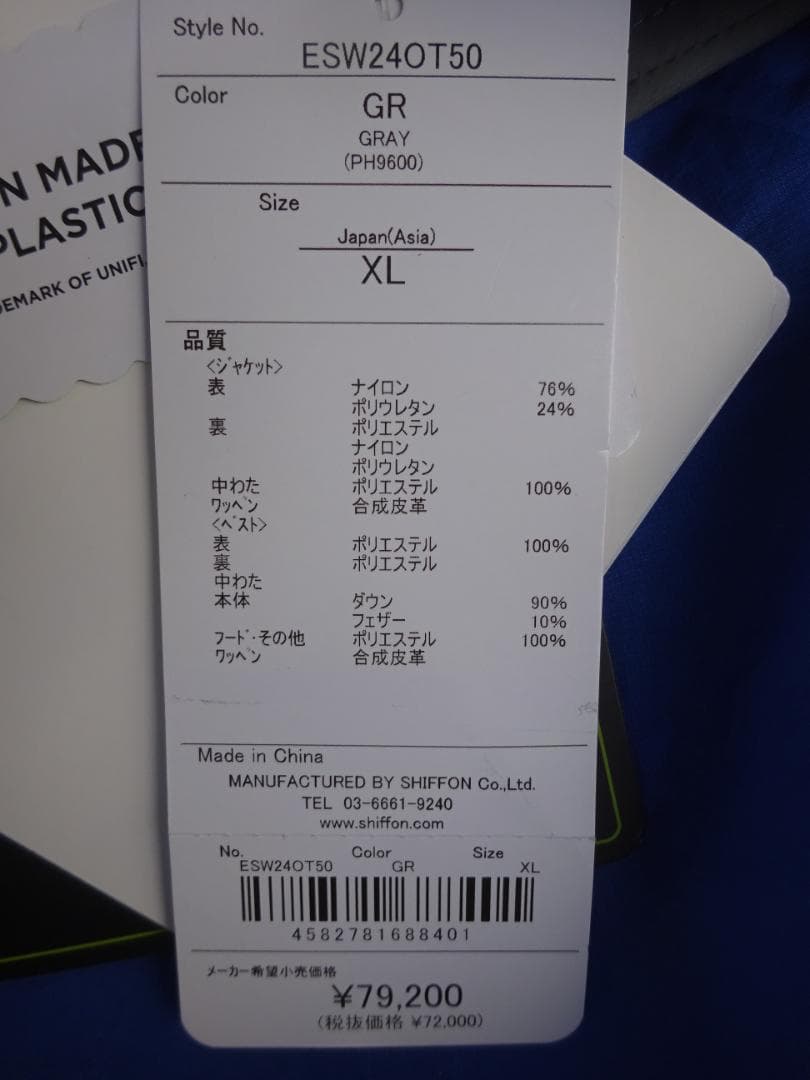 N MADE
PLASTIC
DEMARK OF UNIFI
Style No.
ESW24OT50
Color
GR
GRAY
(PH9600)
Size
Japan(Asia)
XL
品質
<ｼﾞｬｹｯﾄ>
表 ナイロン 76%
ポリウレタン 24%
裏 ポリエステル
ナイロン
ポリウレタン
中わた ポリエステル 100%
ﾜｯﾍﾟﾝ 合成皮革
<ﾍﾞｽﾄ>
表 ポリエステル 100%
裏 ポリエステル
中わた
本体 ダウン 90%
フェザー 10%
ﾌｰﾄﾞ･その他 ポリエステル 100%
ﾜｯﾍﾟﾝ 合成皮革
Made in China
MANUFACTURED BY SHIFFON Co.,Ltd.
TEL 03-6661-9240
www.shiffon.com
No. Color Size
ESW24OT50 GR XL
4582781688401
メーカー希望小売価格
¥79,200
(税抜価格 ¥72,000)